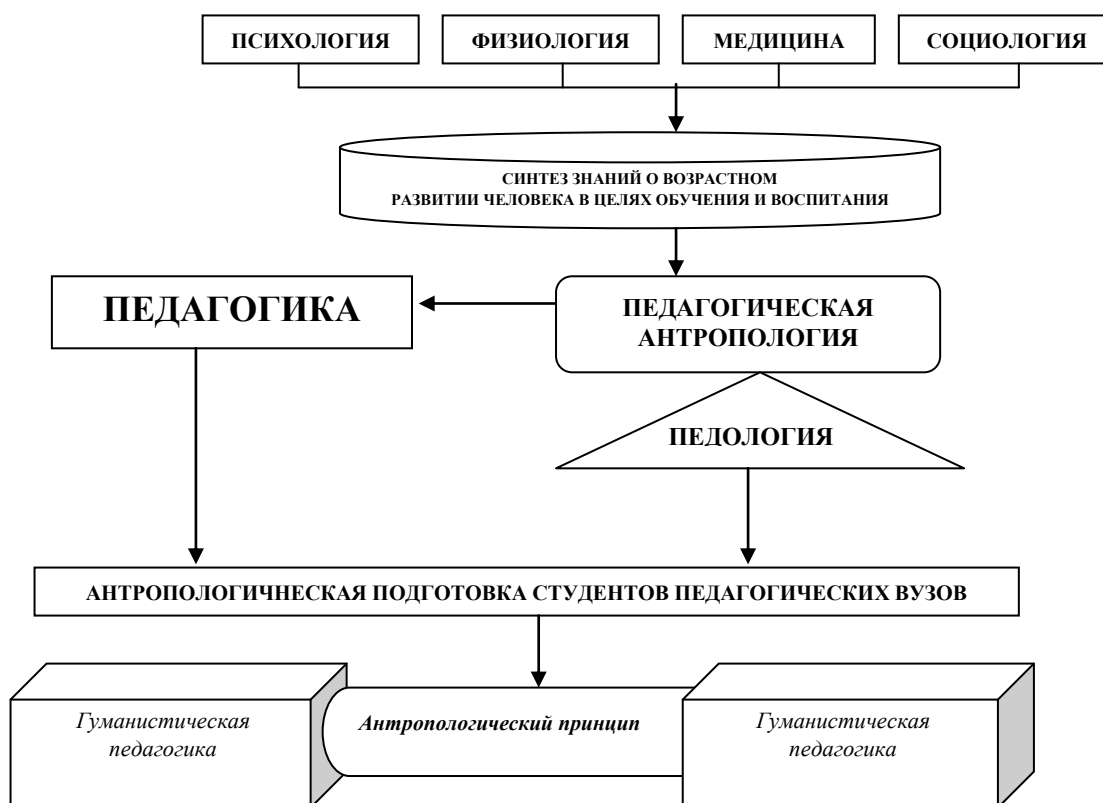 ПСИХОЛОГИЯ
ФИЗИОЛОГИЯ
МЕДИЦИНА
СОЦИОЛОГИЯ
СИНТЕЗ ЗНАНИЙ О ВОЗРАСТНОМ
РАЗВИТИИ ЧЕЛОВЕКА В ЦЕЛЯХ ОБУЧЕНИЯ И ВОСПИТАНИЯ
ПЕДАГОГИКА
ПЕДАГОГИЧЕСКАЯ
АНТРОПОЛОГИЯ
ПЕДОЛОГИЯ
АНТРОПОЛОГИЧНЕСКАЯ ПОДГОТОВКА СТУДЕНТОВ ПЕДАГОГИЧЕСКИХ ВУЗОВ
Гуманистическая
педагогика
Антропологический принцип
Гуманистическая
педагогика